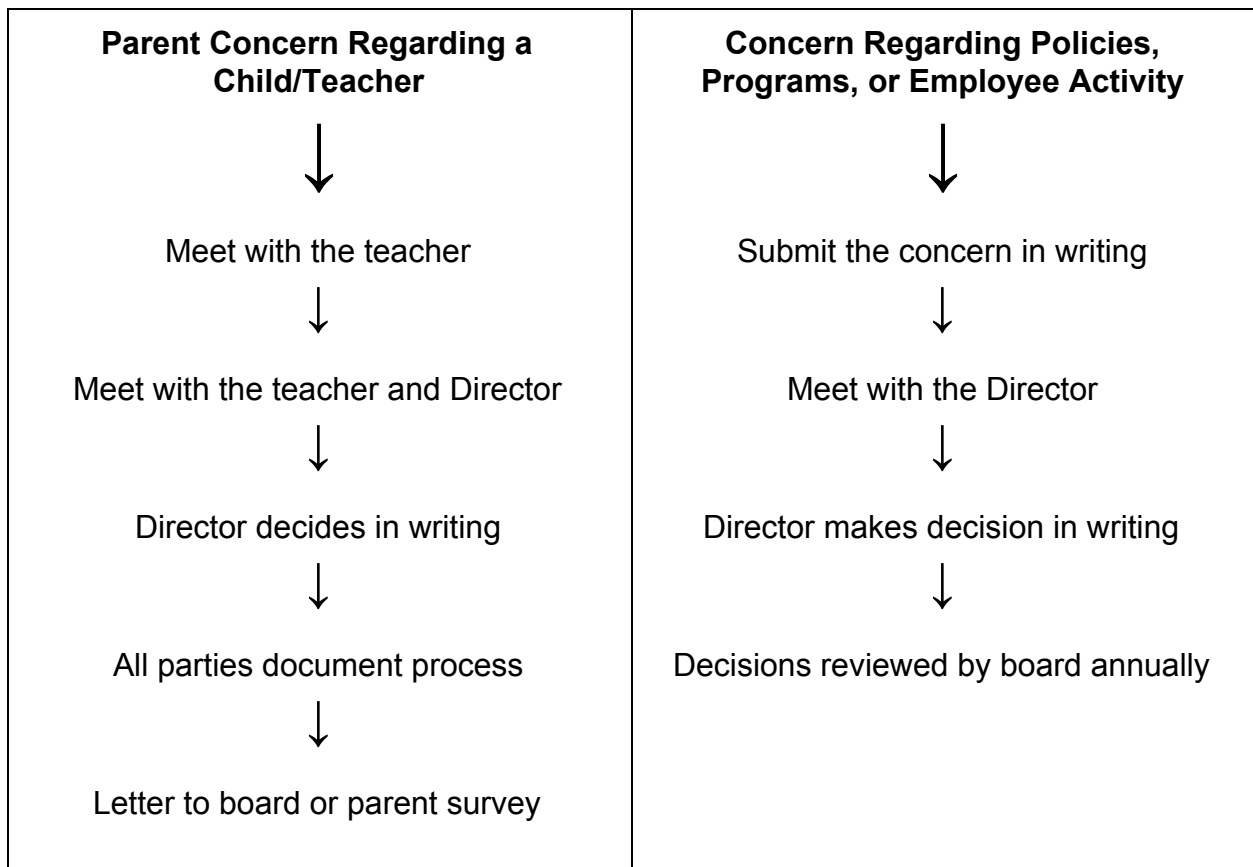 Parent Concern Regarding a
Child/Teacher
↓
Meet with the teacher
↓
Meet with the teacher and Director
↓
Director decides in writing
↓
All parties document process
↓
Letter to board or parent survey
Concern Regarding Policies,
Programs, or Employee Activity
↓
Submit the concern in writing
↓
Meet with the Director
↓
Director makes decision in writing
↓
Decisions reviewed by board annually